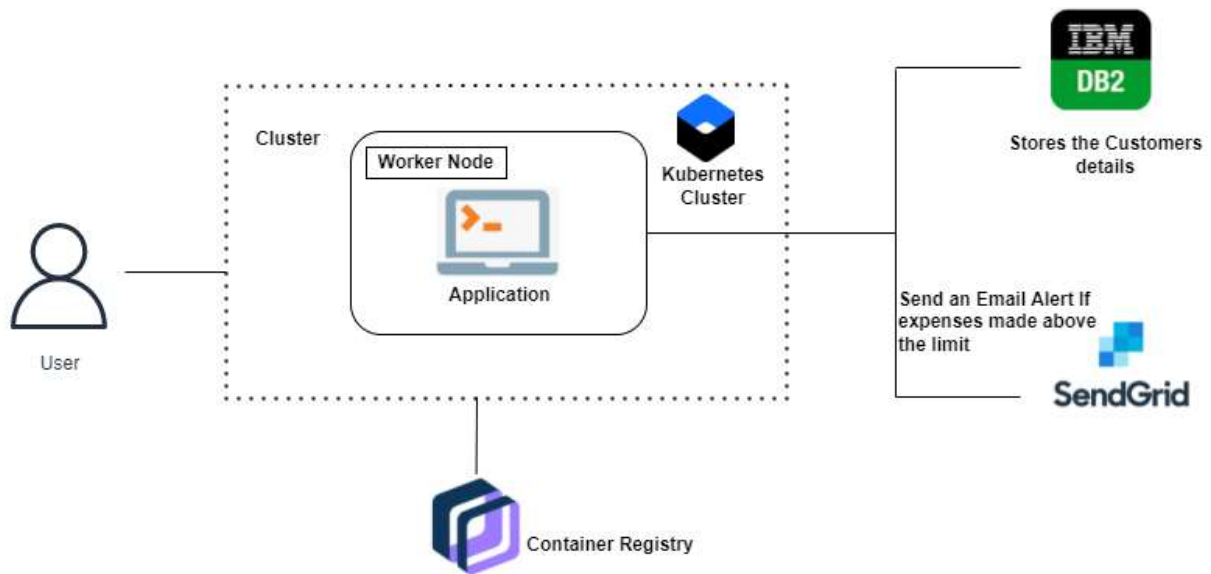 IBM
DB2
Stores the Customers
details
Cluster
Worker Node
Kubernetes
Cluster
Application
User
Send an Email Alert If
expenses made above
the limit
SendGrid
Container Registry